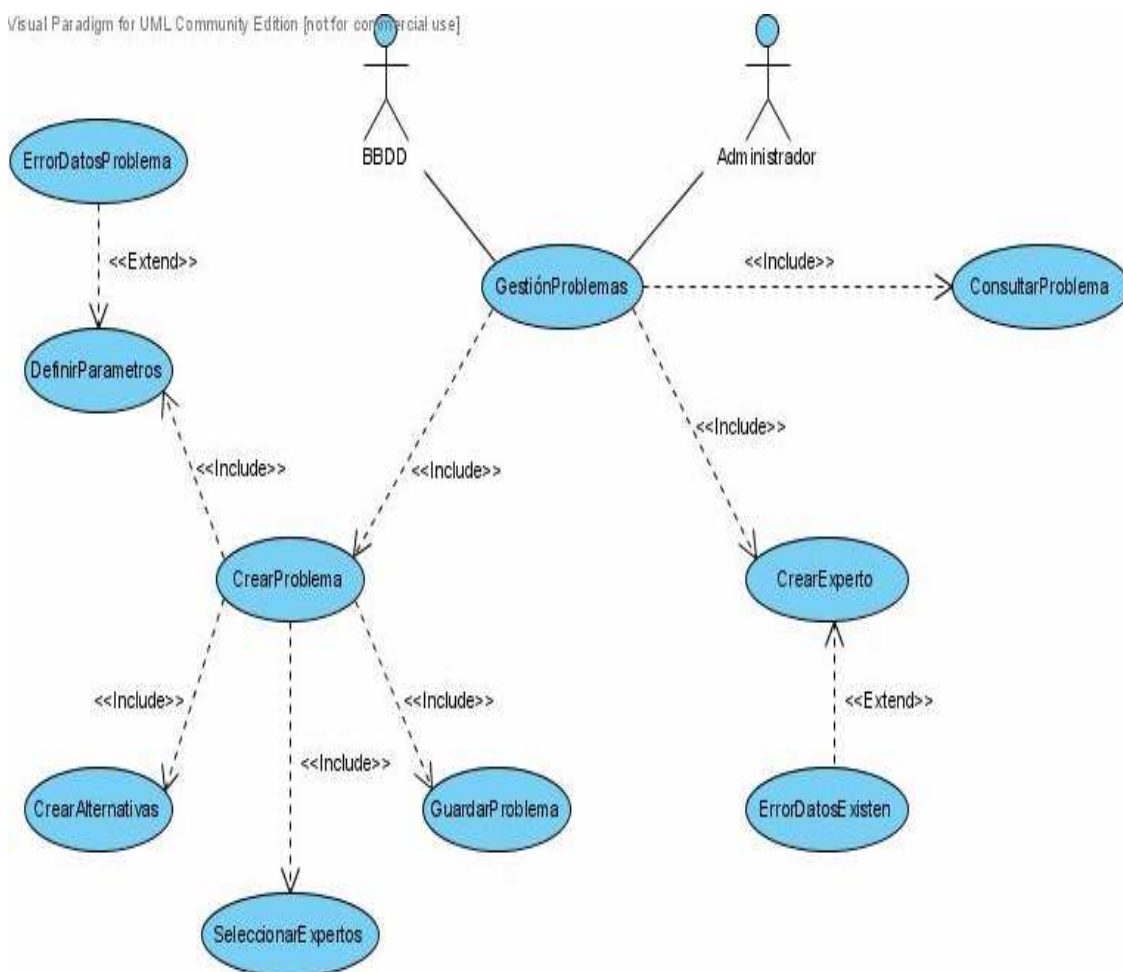 Visual Paradigm for UML Community Edition [not for commercial use]
BBDD
Administrador
ErrorDatosProblema
<<Extend>>
<<Include>>
GestiónProblemas
ConsultarProblema
DefinirParametros
<<Include>>
<<Include>>
<<Include>>
CrearProblema
CrearExperto
<<Include>>
<<Include>>
<<Extend>>
<<Include>>
CrearAlternativas
GuardarProblema
ErrorDatosExisten
SeleccionarExpertos